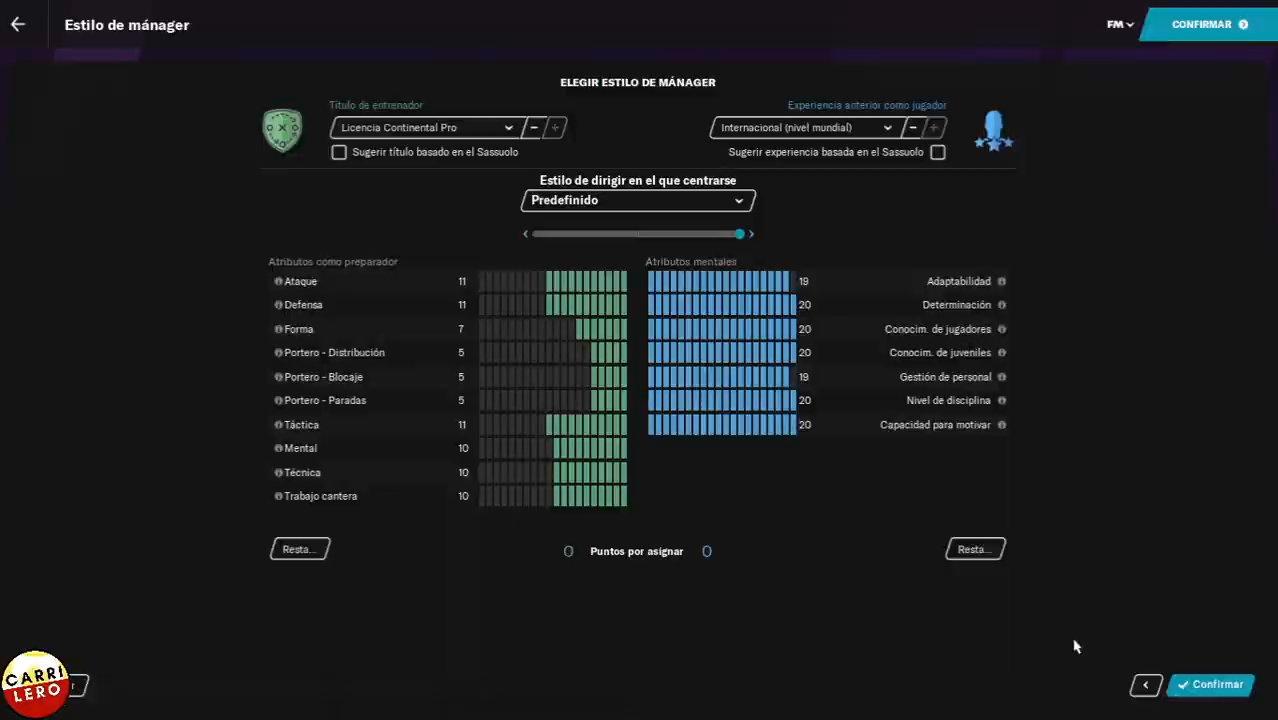 Estilo de mánager
FM
CONFIRMAR
ELEGIR ESTILO DE MÁNAGER
Título de entrenador
Experiencia anterior como jugador
Licencia Continental Pro
Internacional (nivel mundial)
Sugerir título basado en el Sassuolo
Sugerir experiencia basada en el Sassuolo
Estilo de dirigir en el que centrarse
Predefinido
Atributos como preparador
Atributos mentales
Ataque 11
19 Adaptabilidad
Defensa 11
20 Determinación
Forma 7
20 Conocim. de jugadores
Portero - Distribución 5
20 Conocim. de juveniles
Portero - Blocaje 5
19 Gestión de personal
Portero - Paradas 5
20 Nivel de disciplina
Táctica 11
20 Capacidad para motivar
Mental 10
Técnica 10
Trabajo cantera 10
Resta...
0 Puntos por asignar 0
Resta...
CARRI
LERO
r
Confirmar